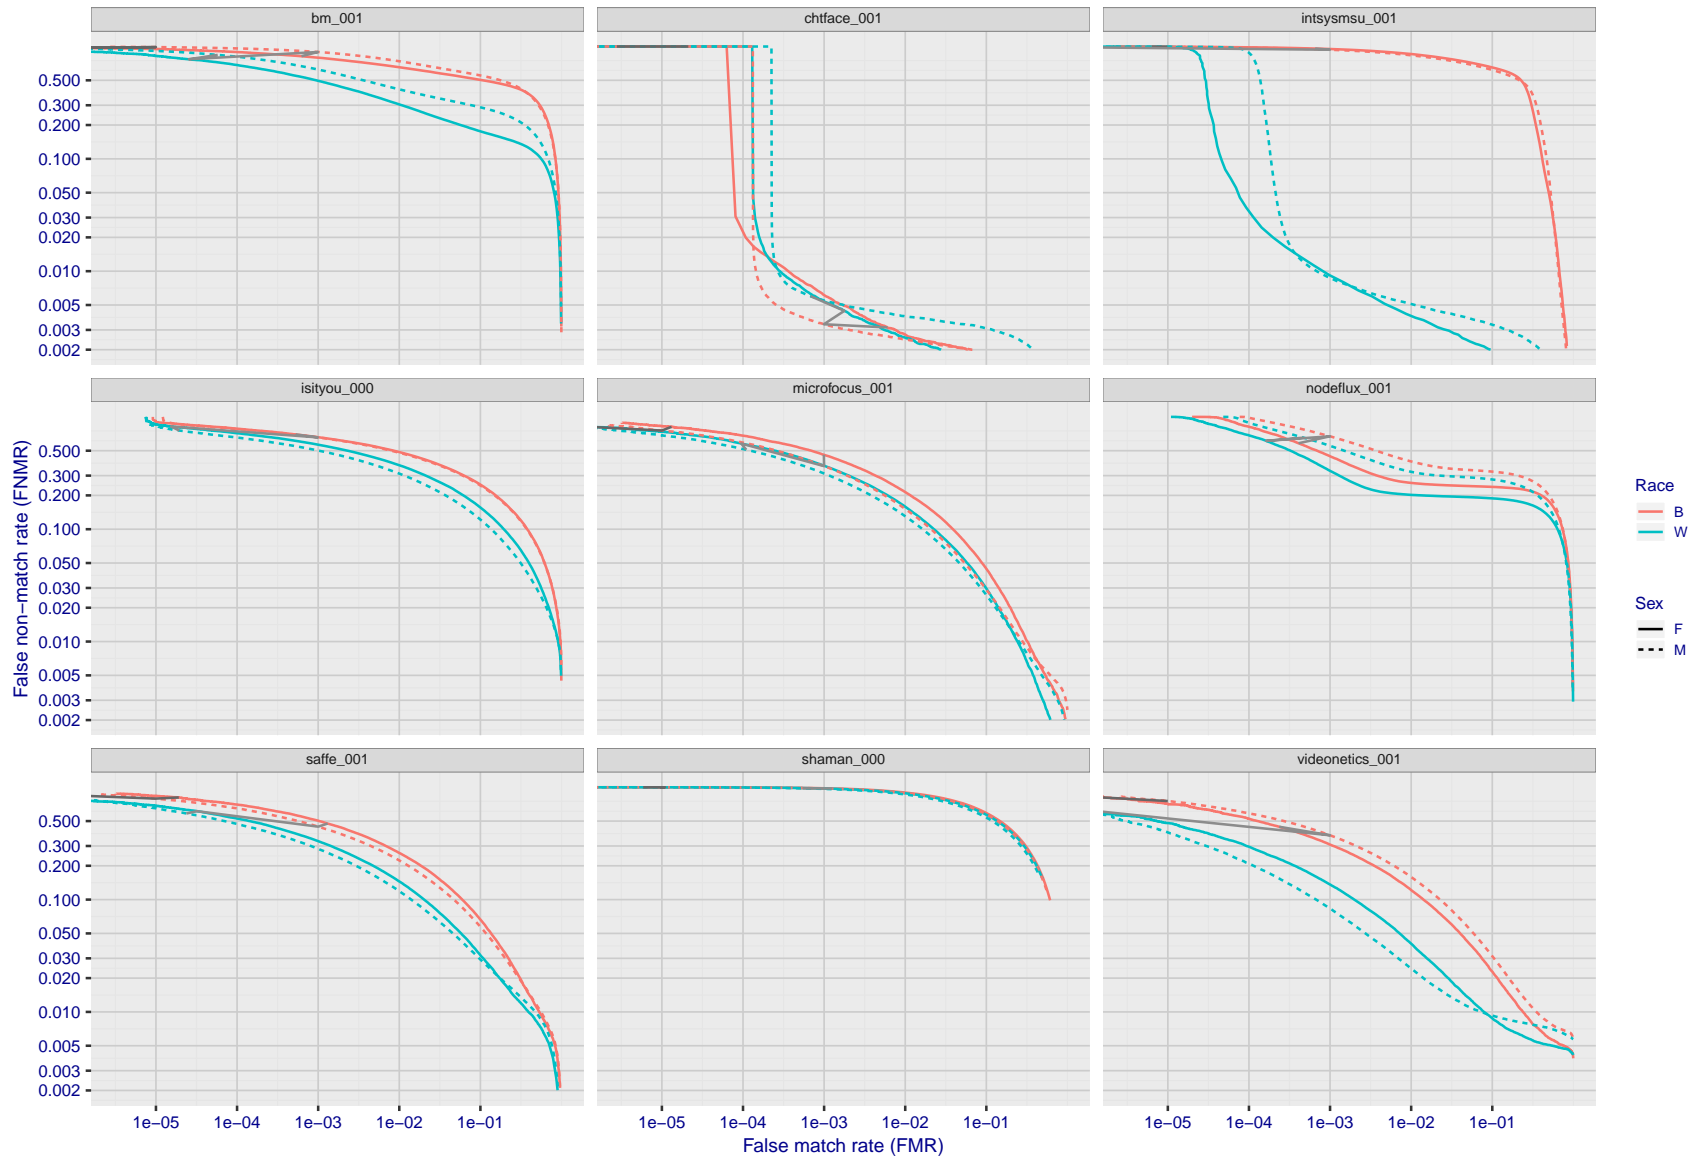 bm_001 chtface_001 intsysmsu_001
0.500
0.300
0.200
0.100
0.050
0.030
0.020
0.010
0.005
0.003
0.002
isityou_000 microfocus_001 nodeflux_001
0.500
0.300
0.200
0.100
0.050
0.030
0.020
0.010
0.005
0.003
0.002
False non−match rate (FNMR)
saffe_001 shaman_000 videonetics_001
0.500
0.300
0.200
0.100
0.050
0.030
0.020
0.010
0.005
0.003
0.002
1e−05 1e−04 1e−03 1e−02 1e−01 1e−05 1e−04 1e−03 1e−02 1e−01 1e−05 1e−04 1e−03 1e−02 1e−01
False match rate (FMR)
Race
B
W
Sex
F
M